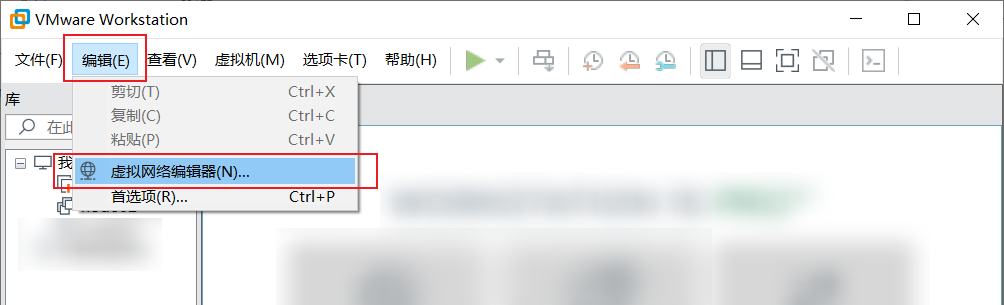 VMware Workstation
文件(F) 编辑(E) 查看(V) 虚拟机(M) 选项卡(T) 帮助(H)
库
在此
我
剪切(T) Ctrl+X
复制(C) Ctrl+C
粘贴(P) Ctrl+V
虚拟网络编辑器(N)...
首选项(R)... Ctrl+P